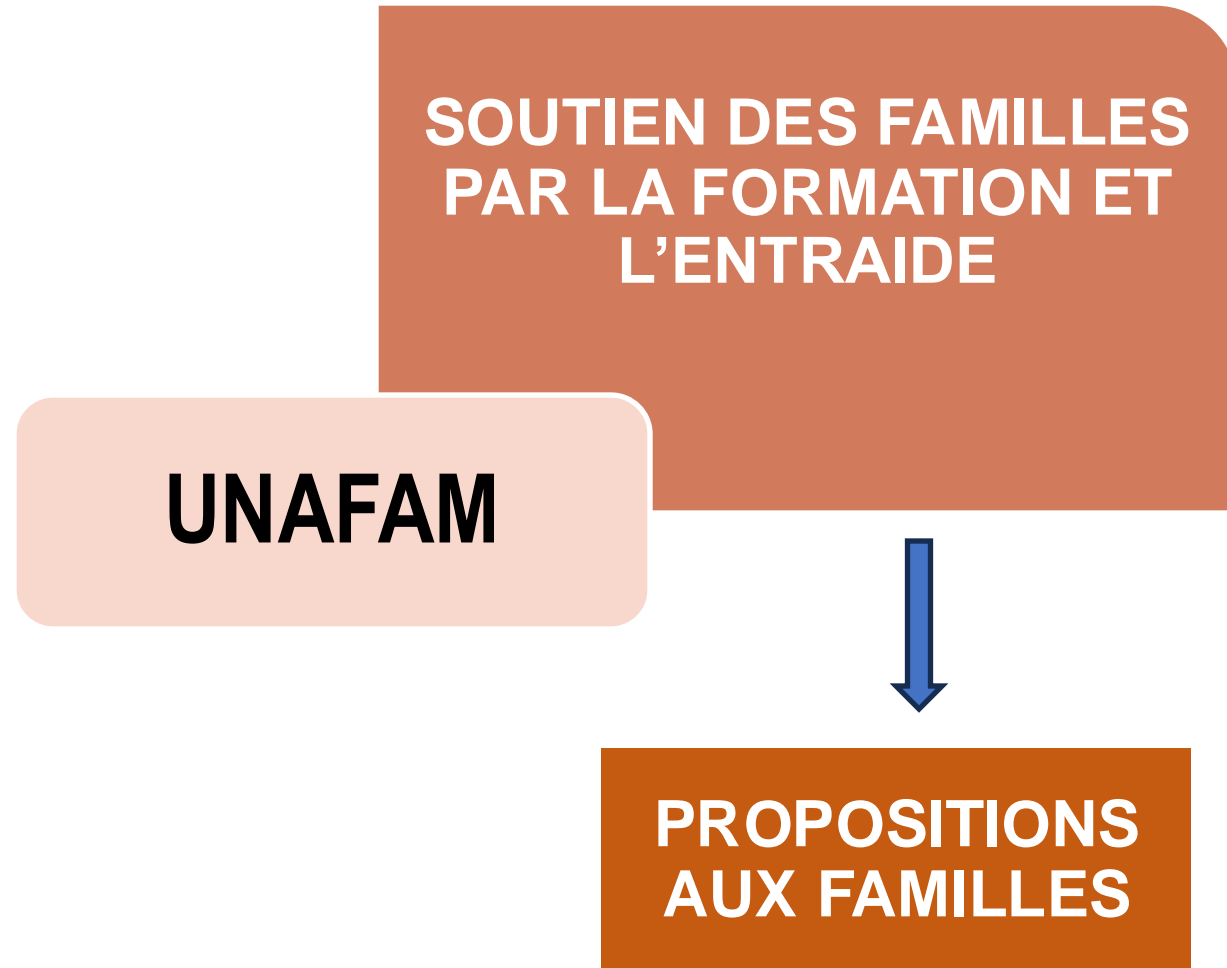 SOUTIEN DES FAMILLES
PAR LA FORMATION ET
L’ENTRAIDE
UNAFAM
PROPOSITIONS
AUX FAMILLES